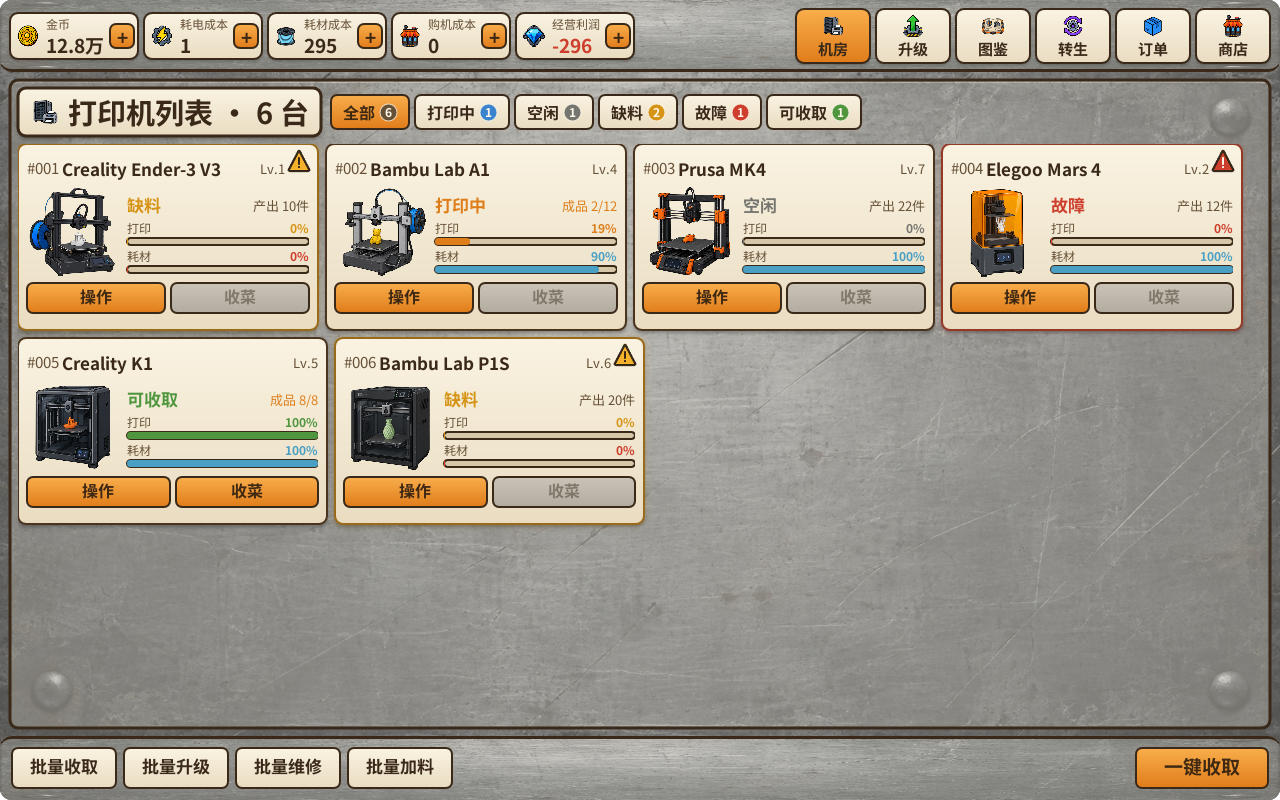 金币
12.8万 +
耗电成本
1 +
耗材成本
295 +
购机成本
0 +
经营利润
-296 +
机房
升级
图鉴
转生
订单
商店
打印机列表 · 6 台
全部 6
打印中 1
空闲 1
缺料 2
故障 1
可收取 1
#001 Creality Ender-3 V3 Lv.1
缺料 产出 10件
打印 0%
耗材 0%
操作 收菜
#002 Bambu Lab A1 Lv.4
打印中 成品 2/12
打印 19%
耗材 90%
操作 收菜
#003 Prusa MK4 Lv.7
空闲 产出 22件
打印 0%
耗材 100%
操作 收菜
#004 Elegoo Mars 4 Lv.2
故障 产出 12件
打印 0%
耗材 100%
操作 收菜
#005 Creality K1 Lv.5
可收取 成品 8/8
打印 100%
耗材 100%
操作 收菜
#006 Bambu Lab P1S Lv.6
缺料 产出 20件
打印 0%
耗材 0%
操作 收菜
批量收取
批量升级
批量维修
批量加料
一键收取